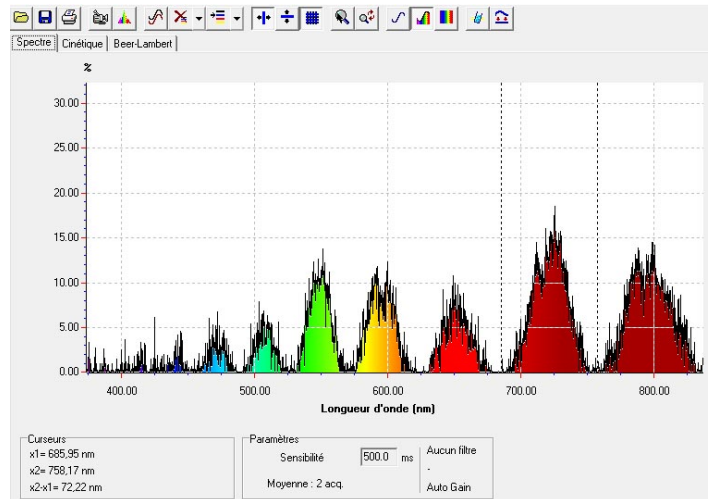 Spectre Cinétique Beer-Lambert
%
30.00
25.00
20.00
15.00
10.00
5.00
0.00
400.00 500.00 600.00 700.00 800.00
Longueur d'onde (nm)
Curseurs
x1= 685,95 nm
x2= 758,17 nm
x2-x1= 72,22 nm
Paramètres
Sensibilité 500.0 ms
Moyenne : 2 acq.
Aucun filtre
-
Auto Gain